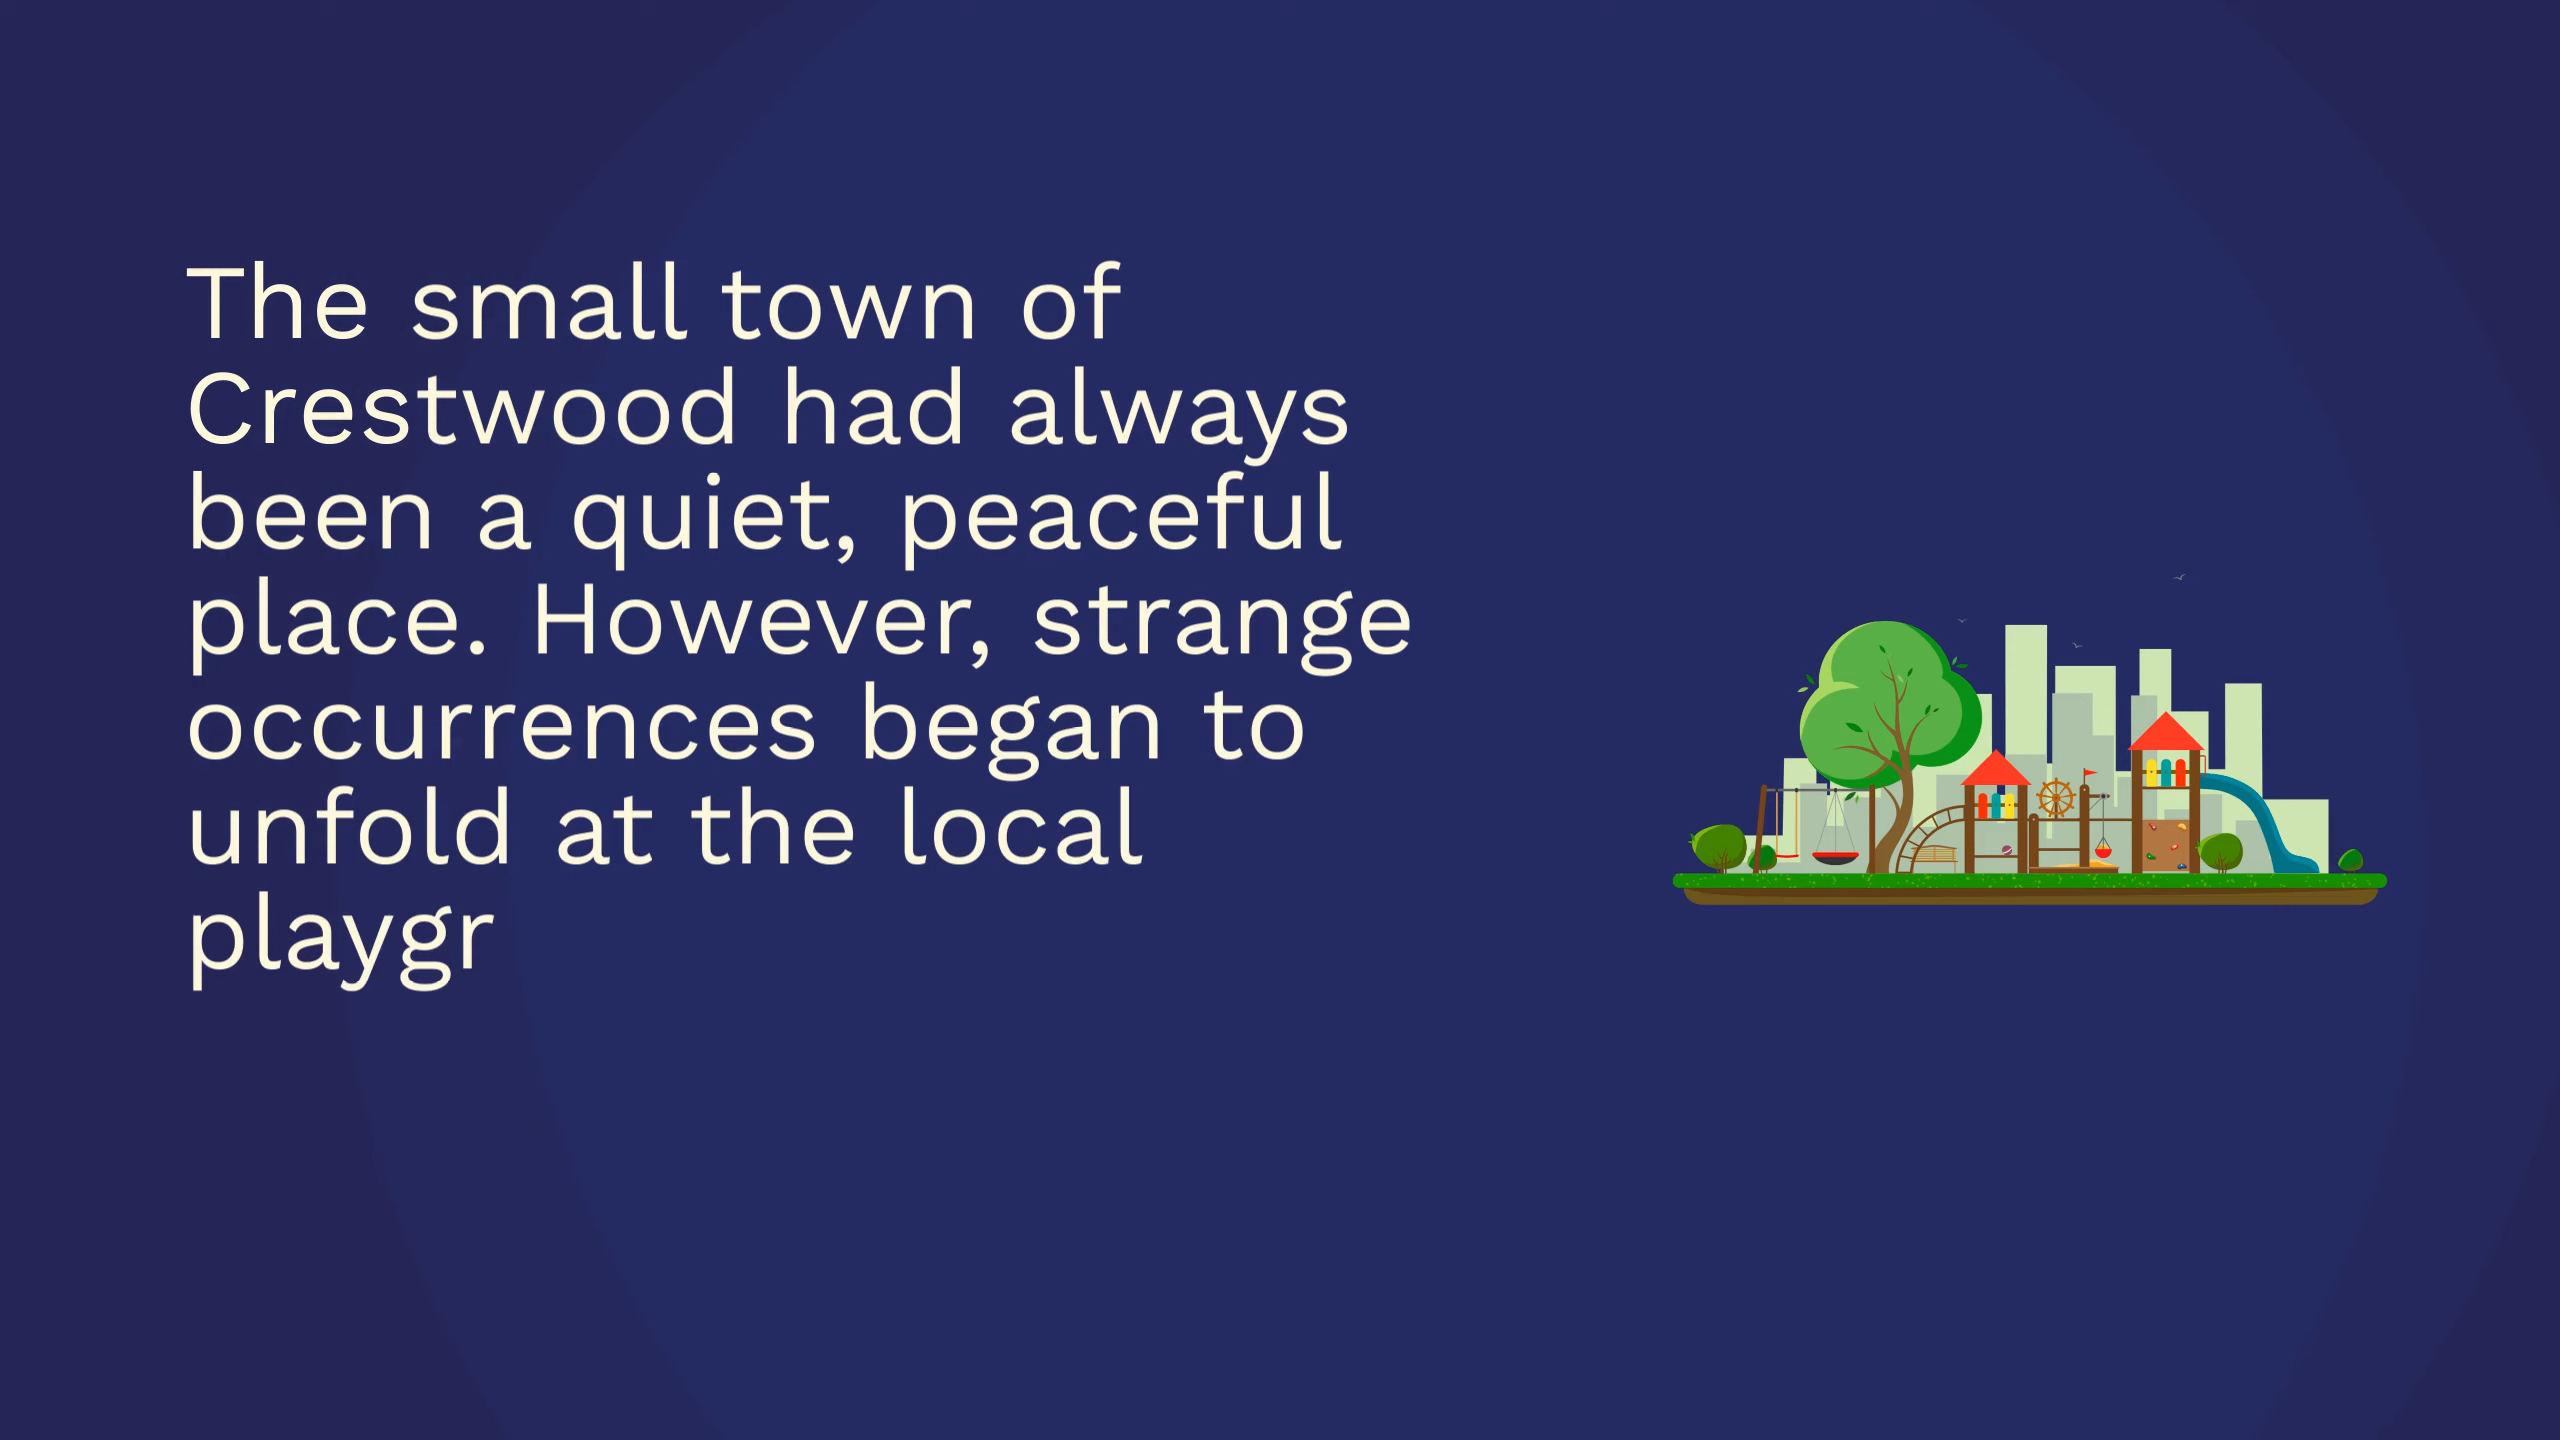 The small town of
Crestwood had always
been a quiet, peaceful
place. However, strange
occurrences began to
unfold at the local
playgr